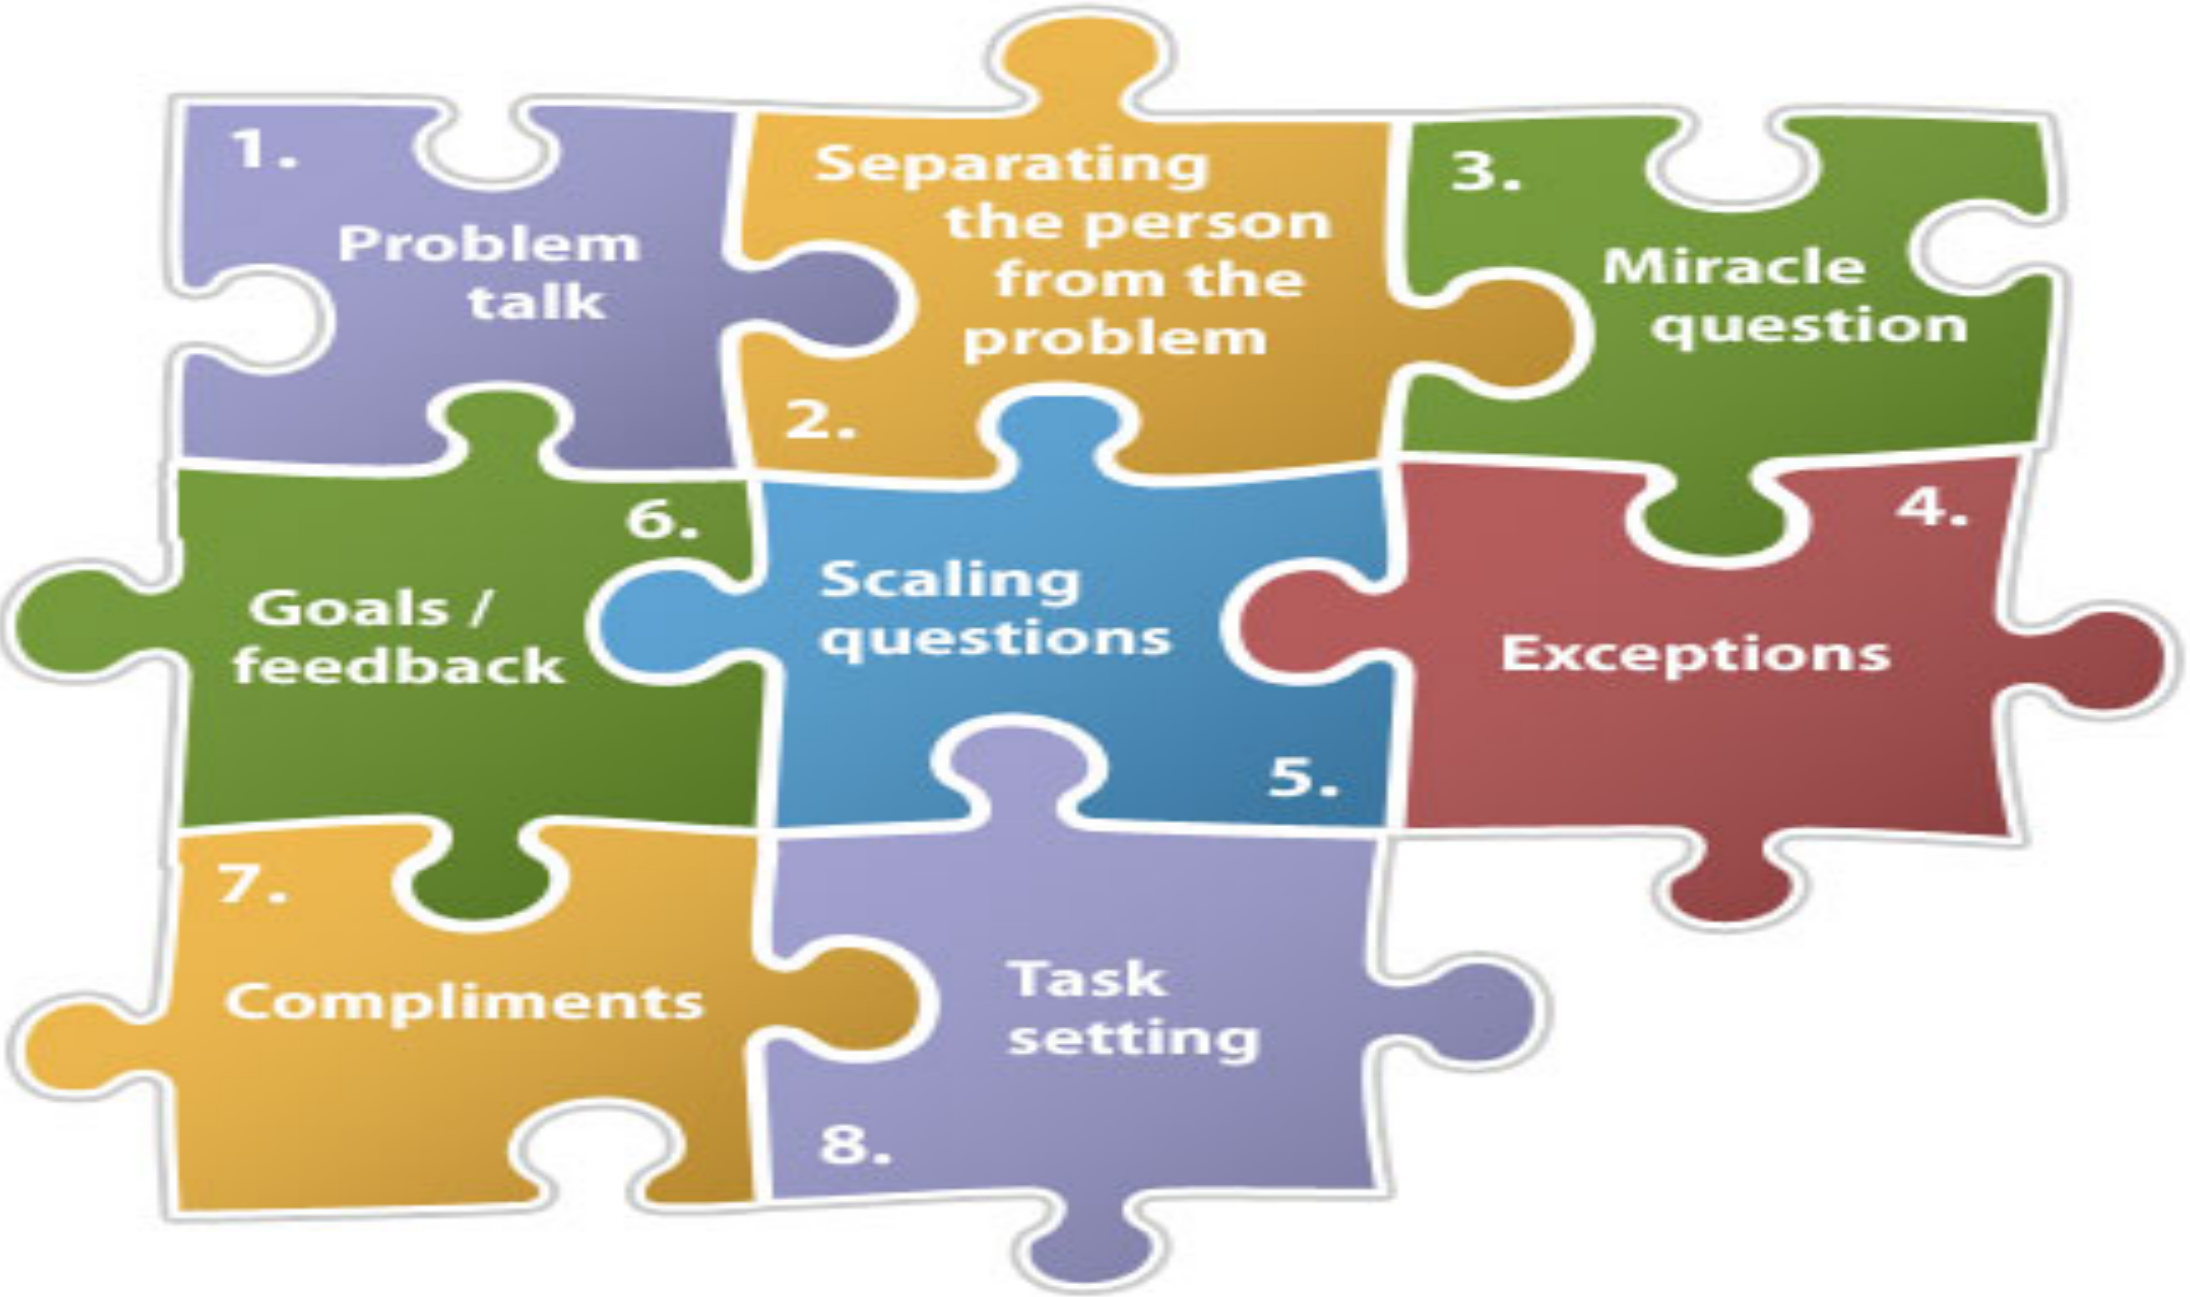 1.
Problem
talk
Separating
the person
from the
problem
2.
3.
Miracle
question
4.
Exceptions
Scaling
questions
5.
6.
Goals /
feedback
7.
Compliments
Task
setting
8.